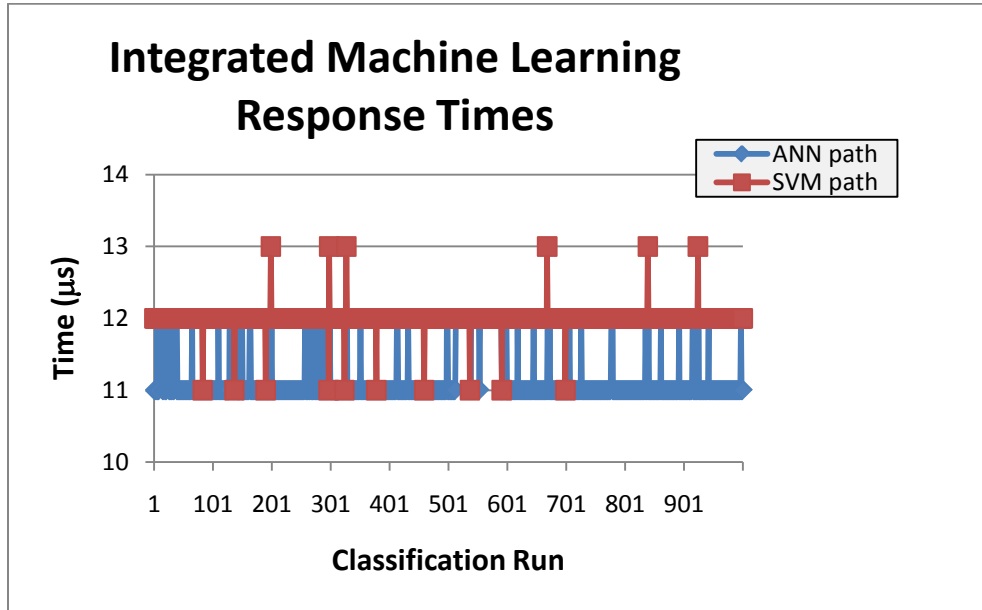 Integrated Machine Learning
Response Times
ANN path
SVM path
14
13
12
11
10
Time (µs)
1 101 201 301 401 501 601 701 801 901
Classification Run